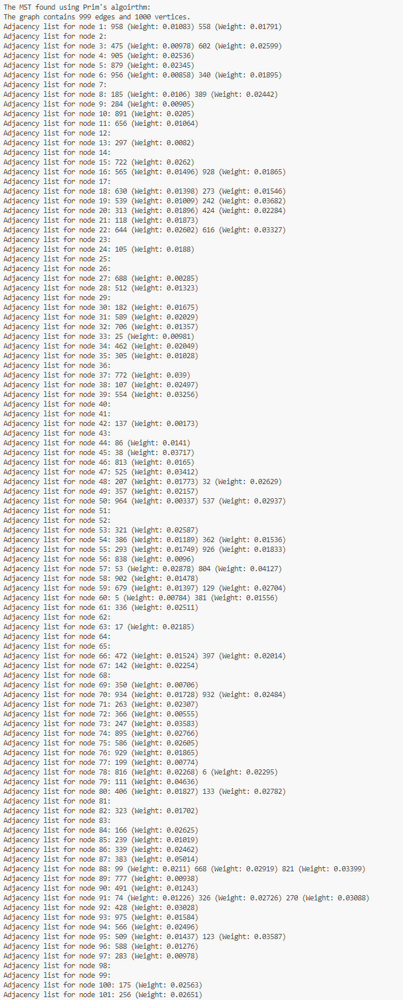 The MST found using Prim's algoirthm:
The graph contains 999 edges and 1000 vertices.
Adjacency list for node 1: 958 (Weight: 0.01083) 558 (Weight: 0.01791)
Adjacency list for node 2:
Adjacency list for node 3: 475 (Weight: 0.00978) 602 (Weight: 0.02599)
Adjacency list for node 4: 905 (Weight: 0.02536)
Adjacency list for node 5: 879 (Weight: 0.02345)
Adjacency list for node 6: 956 (Weight: 0.00858) 340 (Weight: 0.01895)
Adjacency list for node 7:
Adjacency list for node 8: 185 (Weight: 0.0106) 389 (Weight: 0.02442)
Adjacency list for node 9: 284 (Weight: 0.00905)
Adjacency list for node 10: 891 (Weight: 0.0205)
Adjacency list for node 11: 656 (Weight: 0.01064)
Adjacency list for node 12:
Adjacency list for node 13: 297 (Weight: 0.0082)
Adjacency list for node 14:
Adjacency list for node 15: 722 (Weight: 0.0262)
Adjacency list for node 16: 565 (Weight: 0.01496) 928 (Weight: 0.01865)
Adjacency list for node 17:
Adjacency list for node 18: 630 (Weight: 0.01398) 273 (Weight: 0.01546)
Adjacency list for node 19: 539 (Weight: 0.01009) 242 (Weight: 0.03682)
Adjacency list for node 20: 313 (Weight: 0.01896) 424 (Weight: 0.02284)
Adjacency list for node 21: 118 (Weight: 0.01873)
Adjacency list for node 22: 644 (Weight: 0.02602) 616 (Weight: 0.03327)
Adjacency list for node 23:
Adjacency list for node 24: 105 (Weight: 0.0188)
Adjacency list for node 25:
Adjacency list for node 26:
Adjacency list for node 27: 688 (Weight: 0.00285)
Adjacency list for node 28: 512 (Weight: 0.01323)
Adjacency list for node 29:
Adjacency list for node 30: 182 (Weight: 0.01675)
Adjacency list for node 31: 589 (Weight: 0.02029)
Adjacency list for node 32: 706 (Weight: 0.01357)
Adjacency list for node 33: 25 (Weight: 0.00981)
Adjacency list for node 34: 462 (Weight: 0.02049)
Adjacency list for node 35: 305 (Weight: 0.01028)
Adjacency list for node 36:
Adjacency list for node 37: 772 (Weight: 0.039)
Adjacency list for node 38: 107 (Weight: 0.02497)
Adjacency list for node 39: 554 (Weight: 0.03256)
Adjacency list for node 40:
Adjacency list for node 41:
Adjacency list for node 42: 137 (Weight: 0.00173)
Adjacency list for node 43:
Adjacency list for node 44: 86 (Weight: 0.0141)
Adjacency list for node 45: 38 (Weight: 0.03717)
Adjacency list for node 46: 813 (Weight: 0.0165)
Adjacency list for node 47: 525 (Weight: 0.03412)
Adjacency list for node 48: 207 (Weight: 0.01773) 32 (Weight: 0.02629)
Adjacency list for node 49: 357 (Weight: 0.02157)
Adjacency list for node 50: 964 (Weight: 0.00337) 537 (Weight: 0.02937)
Adjacency list for node 51:
Adjacency list for node 52:
Adjacency list for node 53: 321 (Weight: 0.02587)
Adjacency list for node 54: 386 (Weight: 0.01189) 362 (Weight: 0.01536)
Adjacency list for node 55: 293 (Weight: 0.01749) 926 (Weight: 0.01833)
Adjacency list for node 56: 838 (Weight: 0.0096)
Adjacency list for node 57: 53 (Weight: 0.02878) 804 (Weight: 0.04127)
Adjacency list for node 58: 902 (Weight: 0.01478)
Adjacency list for node 59: 679 (Weight: 0.01397) 129 (Weight: 0.02704)
Adjacency list for node 60: 5 (Weight: 0.00784) 381 (Weight: 0.01556)
Adjacency list for node 61: 336 (Weight: 0.02511)
Adjacency list for node 62:
Adjacency list for node 63: 17 (Weight: 0.02185)
Adjacency list for node 64:
Adjacency list for node 65:
Adjacency list for node 66: 472 (Weight: 0.01524) 397 (Weight: 0.02014)
Adjacency list for node 67: 142 (Weight: 0.02254)
Adjacency list for node 68:
Adjacency list for node 69: 350 (Weight: 0.00706)
Adjacency list for node 70: 934 (Weight: 0.01728) 932 (Weight: 0.02484)
Adjacency list for node 71: 263 (Weight: 0.02307)
Adjacency list for node 72: 366 (Weight: 0.00555)
Adjacency list for node 73: 247 (Weight: 0.03583)
Adjacency list for node 74: 895 (Weight: 0.02766)
Adjacency list for node 75: 586 (Weight: 0.02605)
Adjacency list for node 76: 929 (Weight: 0.01865)
Adjacency list for node 77: 199 (Weight: 0.00774)
Adjacency list for node 78: 816 (Weight: 0.02268) 6 (Weight: 0.02295)
Adjacency list for node 79: 111 (Weight: 0.04636)
Adjacency list for node 80: 406 (Weight: 0.01827) 133 (Weight: 0.02782)
Adjacency list for node 81:
Adjacency list for node 82: 323 (Weight: 0.01702)
Adjacency list for node 83:
Adjacency list for node 84: 166 (Weight: 0.02625)
Adjacency list for node 85: 239 (Weight: 0.01019)
Adjacency list for node 86: 339 (Weight: 0.02462)
Adjacency list for node 87: 383 (Weight: 0.05014)
Adjacency list for node 88: 99 (Weight: 0.0211) 668 (Weight: 0.02919) 821 (Weight: 0.03399)
Adjacency list for node 89: 777 (Weight: 0.00938)
Adjacency list for node 90: 491 (Weight: 0.01243)
Adjacency list for node 91: 74 (Weight: 0.01226) 326 (Weight: 0.02726) 270 (Weight: 0.03088)
Adjacency list for node 92: 428 (Weight: 0.03028)
Adjacency list for node 93: 975 (Weight: 0.01584)
Adjacency list for node 94: 566 (Weight: 0.02496)
Adjacency list for node 95: 509 (Weight: 0.01437) 123 (Weight: 0.03587)
Adjacency list for node 96: 588 (Weight: 0.01276)
Adjacency list for node 97: 283 (Weight: 0.00978)
Adjacency list for node 98:
Adjacency list for node 99:
Adjacency list for node 100: 175 (Weight: 0.02563)
Adjacency list for node 101: 256 (Weight: 0.02651)